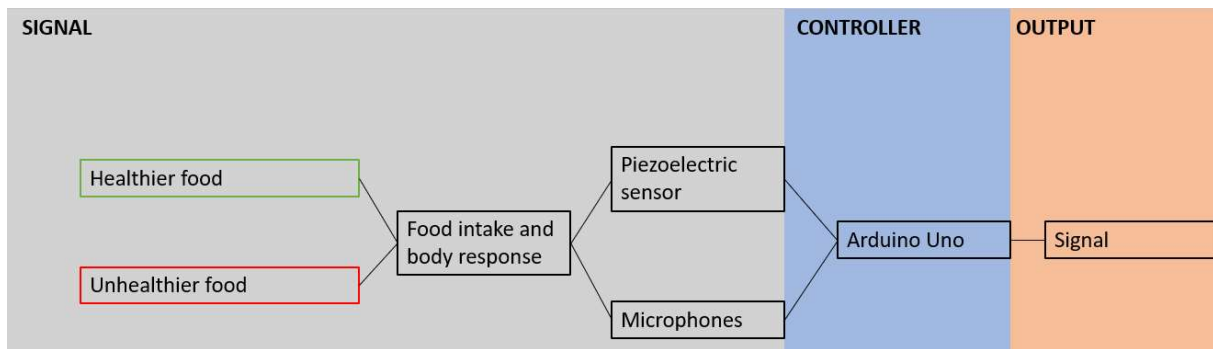 SIGNAL
CONTROLLER
OUTPUT
Healthier food
Unhealthier food
Food intake and
body response
Piezoelectric
sensor
Microphones
Arduino Uno
Signal